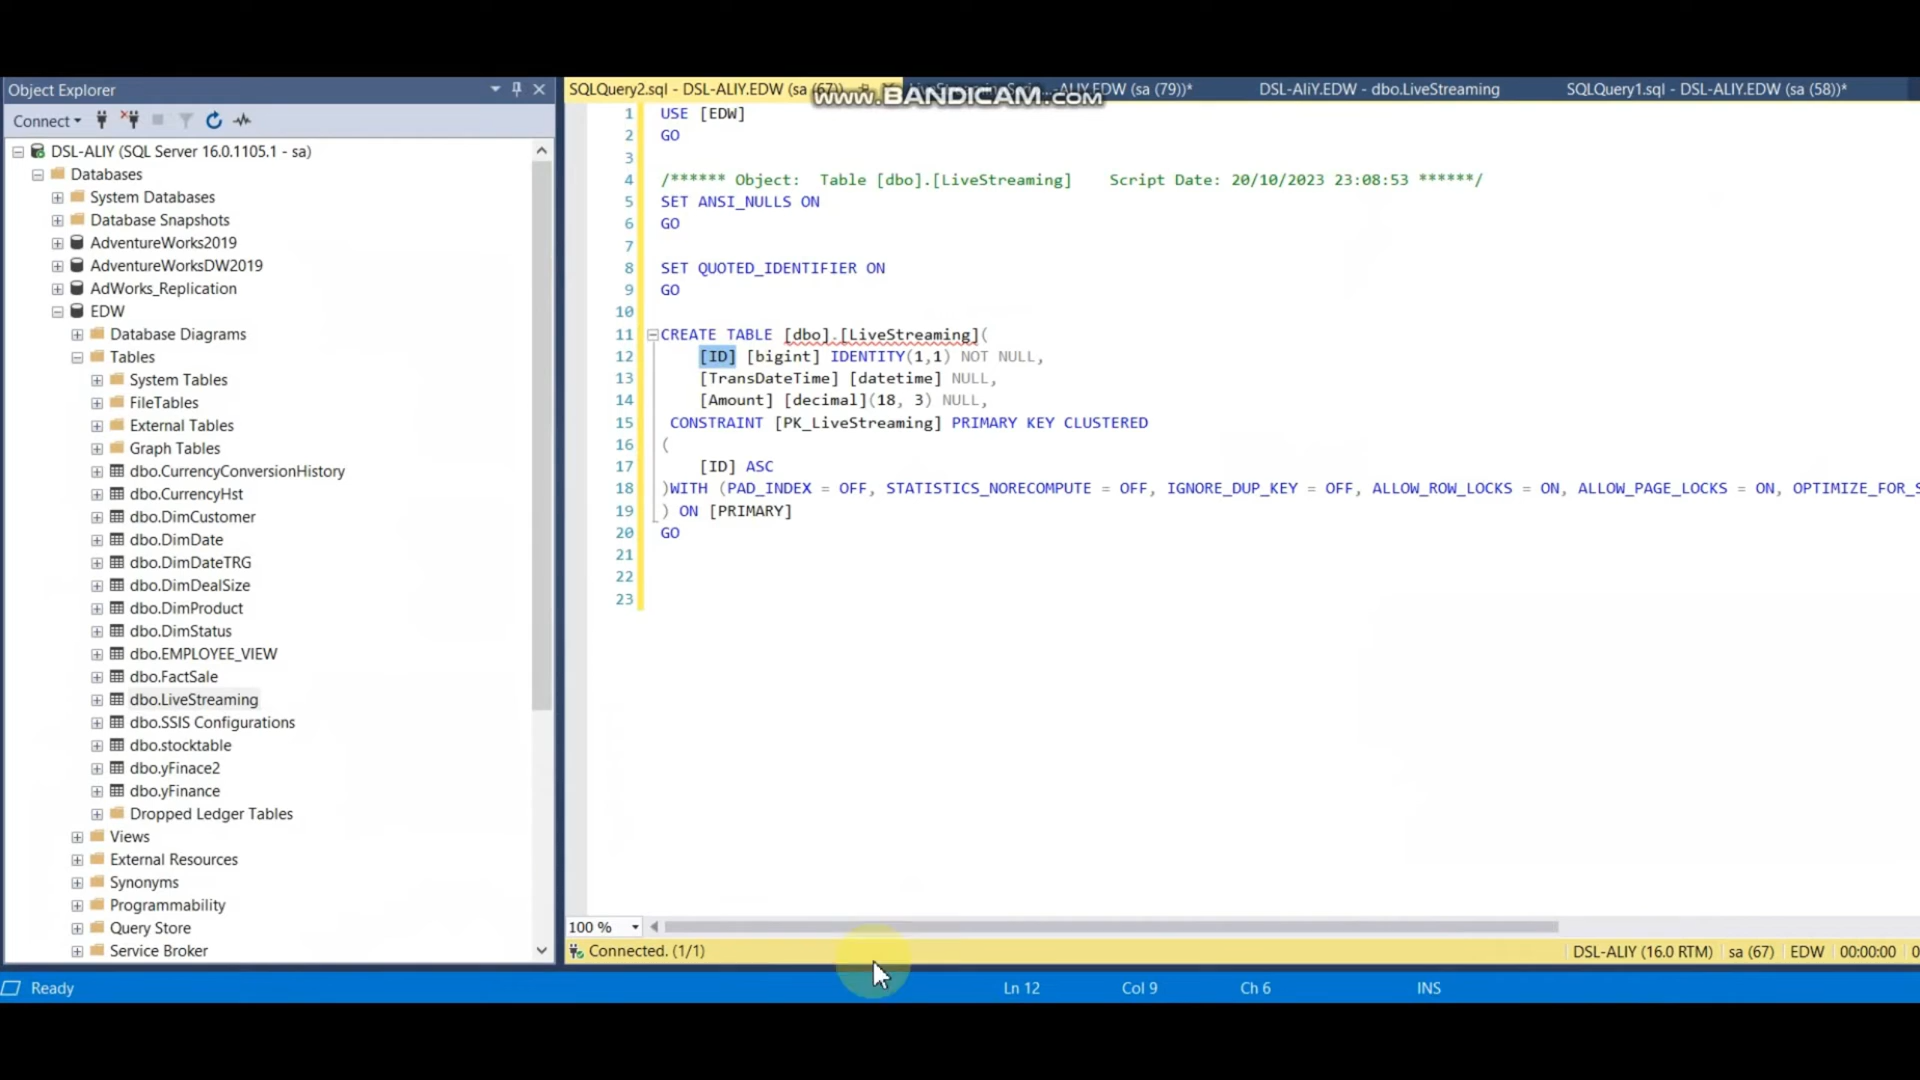 Object Explorer
Connect
DSL-ALIY (SQL Server 16.0.1105.1 - sa)
Databases
System Databases
Database Snapshots
AdventureWorks2019
AdventureWorksDW2019
AdWorks_Replication
EDW
Database Diagrams
Tables
System Tables
FileTables
External Tables
Graph Tables
dbo.CurrencyConversionHistory
dbo.CurrencyHst
dbo.DimCustomer
dbo.DimDate
dbo.DimDateTRG
dbo.DimDealSize
dbo.DimProduct
dbo.DimStatus
dbo.EMPLOYEE_VIEW
dbo.FactSale
dbo.LiveStreaming
dbo.SSIS Configurations
dbo.stocktable
dbo.yFinace2
dbo.yFinance
Dropped Ledger Tables
Views
External Resources
Synonyms
Programmability
Query Store
Service Broker
SQLQuery2.sql - DSL-ALIY.EDW (sa (67))
-ALIY.EDW (sa (79))*
DSL-AliY.EDW - dbo.LiveStreaming
SQLQuery1.sql - DSL-ALIY.EDW (sa (58))*
www.BANDICAM.com
1 USE [EDW]
2 GO
3
4 /****** Object:  Table [dbo].[LiveStreaming]    Script Date: 20/10/2023 23:08:53 ******/
5 SET ANSI_NULLS ON
6 GO
7
8 SET QUOTED_IDENTIFIER ON
9 GO
10
11 CREATE TABLE [dbo].[LiveStreaming](
12 [ID] [bigint] IDENTITY(1,1) NOT NULL,
13 [TransDateTime] [datetime] NULL,
14 [Amount] [decimal](18, 3) NULL,
15 CONSTRAINT [PK_LiveStreaming] PRIMARY KEY CLUSTERED
16 (
17 [ID] ASC
18 )WITH (PAD_INDEX = OFF, STATISTICS_NORECOMPUTE = OFF, IGNORE_DUP_KEY = OFF, ALLOW_ROW_LOCKS = ON, ALLOW_PAGE_LOCKS = ON, OPTIMIZE_FOR_S
19 ) ON [PRIMARY]
20 GO
21
22
23
100 %
Connected. (1/1)
DSL-ALIY (16.0 RTM) sa (67) EDW 00:00:00 0
Ready
Ln 12 Col 9 Ch 6 INS